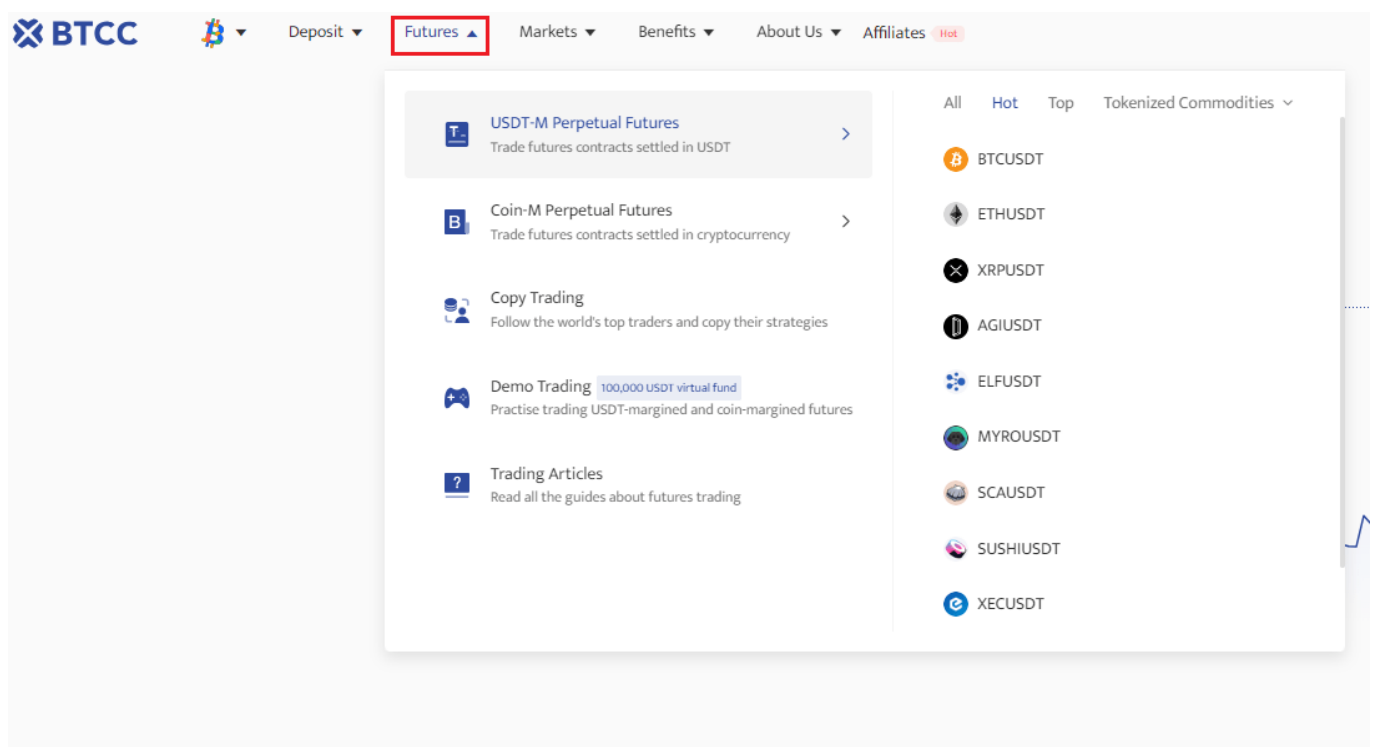 BTCC
Deposit
Futures
Markets
Benefits
About Us
Affiliates
Hot
USDT-M Perpetual Futures
Trade futures contracts settled in USDT
Coin-M Perpetual Futures
Trade futures contracts settled in cryptocurrency
Copy Trading
Follow the world's top traders and copy their strategies
Demo Trading 100,000 USDT virtual fund
Practise trading USDT-margined and coin-margined futures
Trading Articles
Read all the guides about futures trading
All Hot Top Tokenized Commodities
BTCUSDT
ETHUSDT
XRPUSDT
AGIUSDT
ELFUSDT
MYROUSDT
SCAUSDT
SUSHIUSDT
XECUSDT